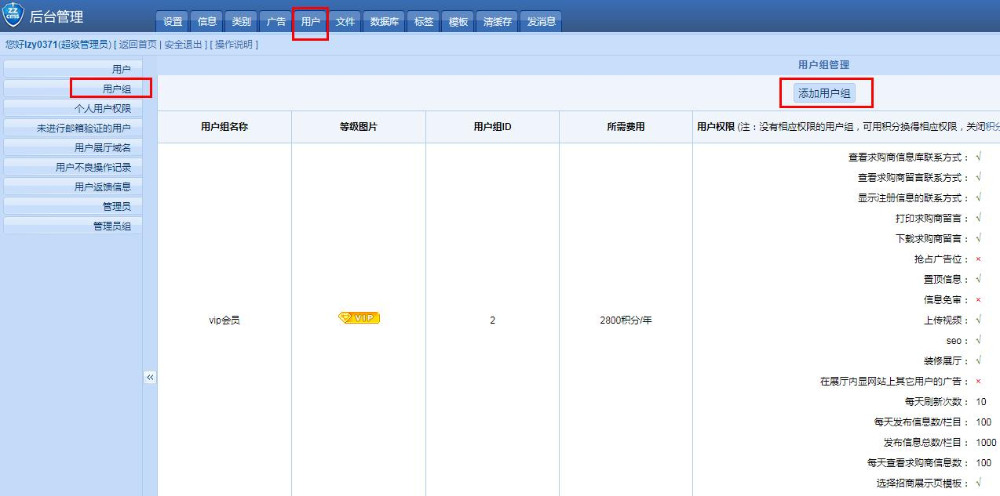 ZZ
cms
后台管理
设置 信息 类别 广告 用户 文件 数据库 标签 模板 清缓存 发消息
您好lzy0371(超级管理员) [ 返回首页 | 安全退出 ] [ 操作说明 ]
用户
用户组
个人用户权限
未进行邮箱验证的用户
用户展厅域名
用户不良操作记录
用户返馈信息
管理员
管理员组
«
用户组管理
添加用户组
用户组名称 等级图片 用户组ID 所需费用 用户权限 (注：没有相应权限的用户组，可用积分换得相应权限，关闭积分
vip会员 VIP 2 2800积分/年
查看求购商信息库联系方式： √
查看求购商留言联系方式： √
显示注册信息的联系方式： √
打印求购商留言： √
下载求购商留言： √
抢占广告位： ×
置顶信息： √
信息免审： ×
上传视频： √
seo： √
装修展厅： √
在展厅内显网站上其它用户的广告： ×
每天刷新次数： 10
每天发布信息数/栏目： 100
发布信息总数/栏目： 1000
每天查看求购商信息数： 100
选择招商展示页模板： √